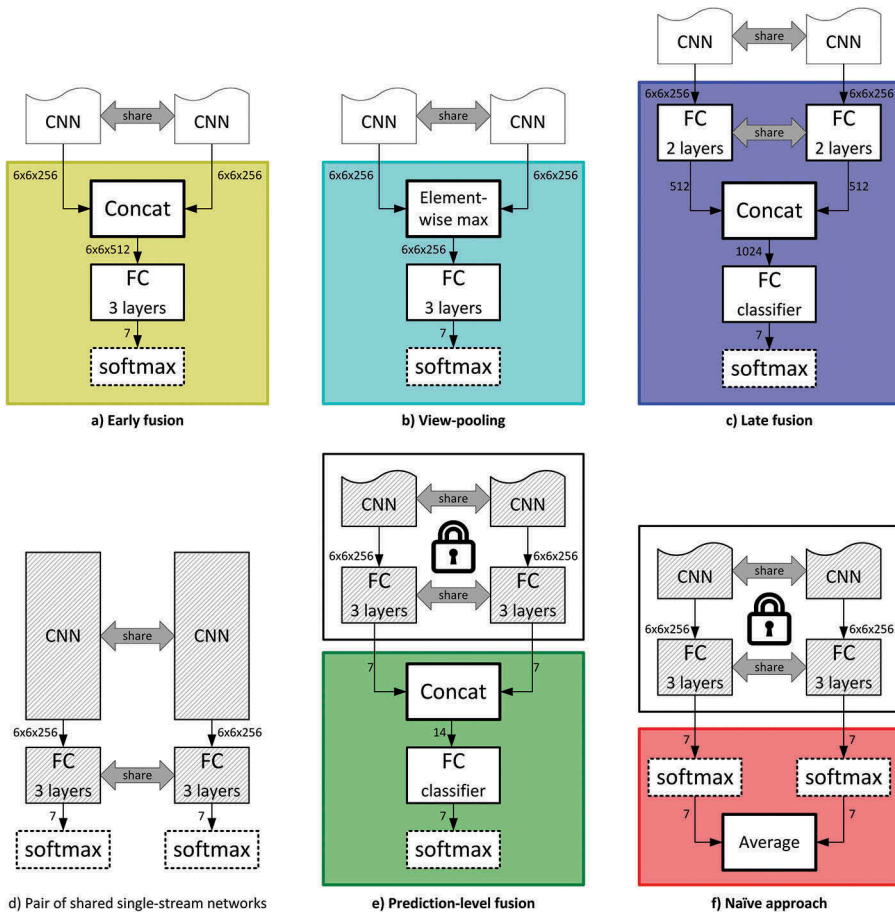 CNN
share
CNN
6x6x256
6x6x256
Concat
6x6x512
FC
3 layers
7
softmax
a) Early fusion
CNN
share
CNN
6x6x256
6x6x256
Element-
wise max
6x6x256
FC
3 layers
7
softmax
b) View-pooling
CNN
share
CNN
6x6x256
6x6x256
FC
2 layers
share
FC
2 layers
512
512
Concat
1024
FC
classifier
7
softmax
c) Late fusion
CNN
share
CNN
6x6x256
6x6x256
FC
3 layers
share
FC
3 layers
7
7
softmax
softmax
d) Pair of shared single-stream networks
CNN
share
CNN
6x6x256
6x6x256
FC
3 layers
share
FC
3 layers
7
7
Concat
14
FC
classifier
7
softmax
e) Prediction-level fusion
CNN
share
CNN
6x6x256
6x6x256
FC
3 layers
share
FC
3 layers
7
7
softmax
softmax
7
7
Average
f) Naïve approach